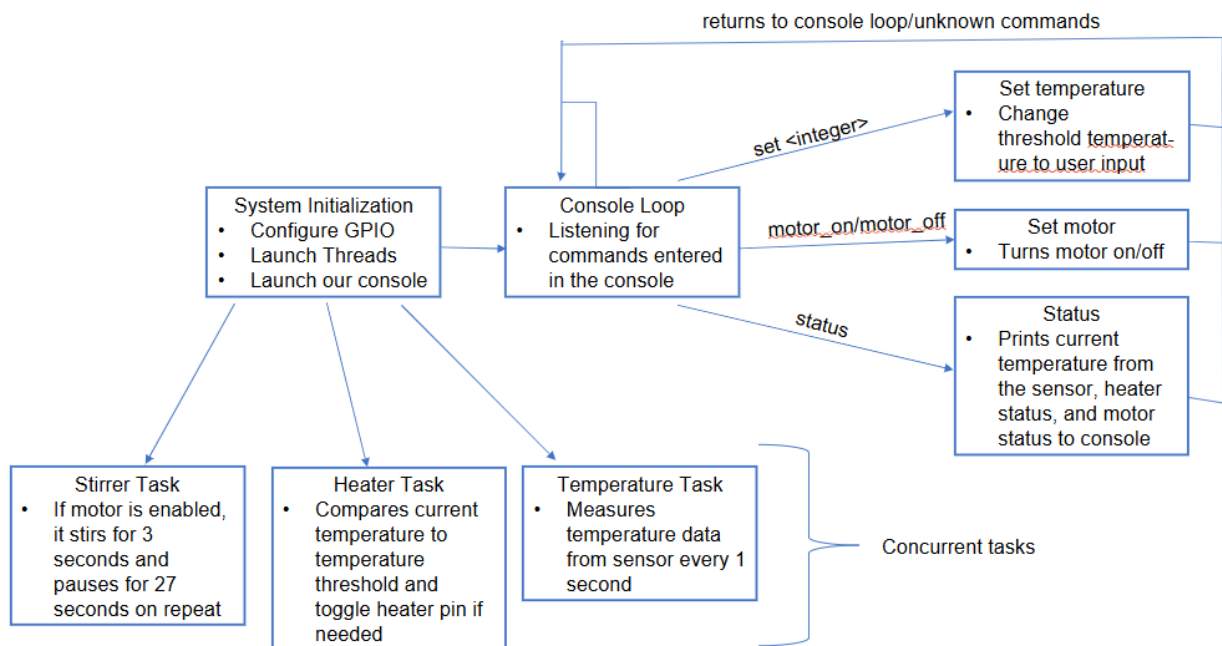 returns to console loop/unknown commands
Set temperature
• Change
threshold temperat-
ure to user input
set <integer>
System Initialization
• Configure GPIO
• Launch Threads
• Launch our console
Console Loop
• Listening for
commands entered
in the console
motor_on/motor_off
Set motor
• Turns motor on/off
status
Status
• Prints current
temperature from
the sensor, heater
status, and motor
status to console
Stirrer Task
• If motor is enabled,
it stirs for 3
seconds and
pauses for 27
seconds on repeat
Heater Task
• Compares current
temperature to
temperature
threshold and
toggle heater pin if
needed
Temperature Task
• Measures
temperature data
from sensor every 1
second
Concurrent tasks